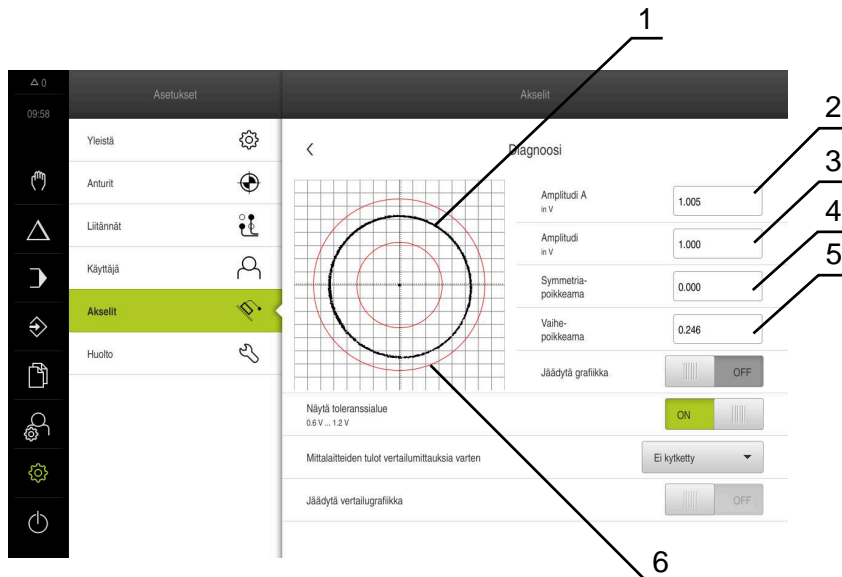 1
△ 0
Asetukset
Akselit
09:58
2
Yleistä
Diagnoosi
3
Anturit
Amplitudi A
in V
1.005
4
Liitännät
Amplitudi
in V
1.000
5
Käyttäjä
Symmetria-
poikkeama
0.000
Akselit
Vaihe-
poikkeama
0.246
Huolto
Jäädytä grafiikka
OFF
Näytä toleranssialue
0.6 V ... 1.2 V
ON
Mittalaitteiden tulot vertailumittauksia varten
Ei kytketty
Jäädytä vertailugrafiikka
OFF
6